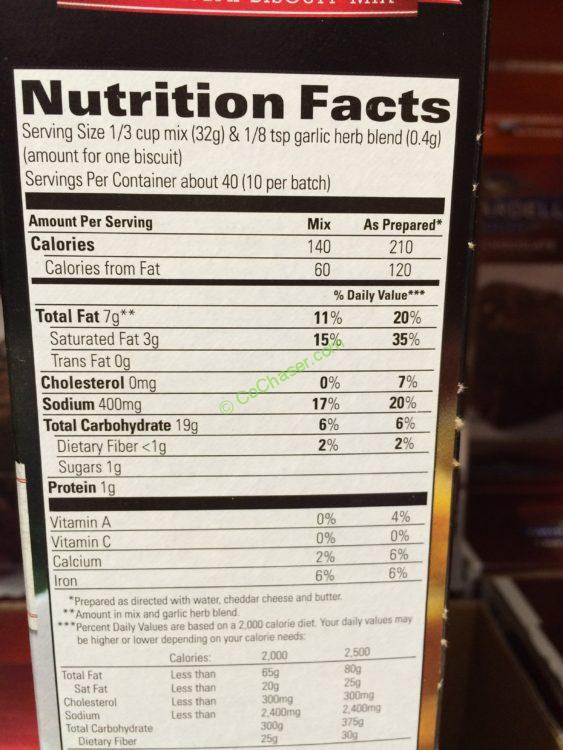 BISCUIT MIX
Nutrition Facts
Serving Size 1/3 cup mix (32g) & 1/8 tsp garlic herb blend (0.4g)
(amount for one biscuit)
Servings Per Container about 40 (10 per batch)
Amount Per Serving Mix As Prepared*
Calories 140 210
Calories from Fat 60 120
% Daily Value***
Total Fat 7g** 11% 20%
Saturated Fat 3g 15% 35%
Trans Fat 0g
Cholesterol 0mg 0% 7%
Sodium 400mg 17% 20%
Total Carbohydrate 19g 6% 6%
Dietary Fiber <1g 2% 2%
Sugars 1g
Protein 1g
Vitamin A 0% 4%
Vitamin C 0% 0%
Calcium 2% 6%
Iron 6% 6%
*Prepared as directed with water, cheddar cheese and butter.
**Amount in mix and garlic herb blend.
***Percent Daily Values are based on a 2,000 calorie diet. Your daily values may
be higher or lower depending on your calorie needs:
Calories: 2,000 2,500
Total Fat Less than 65g 80g
Sat Fat Less than 20g 25g
Cholesterol Less than 300mg 300mg
Sodium Less than 2,400mg 2,400mg
Total Carbohydrate 300g 375g
Dietary Fiber 25g 30g
© CoChaser.com